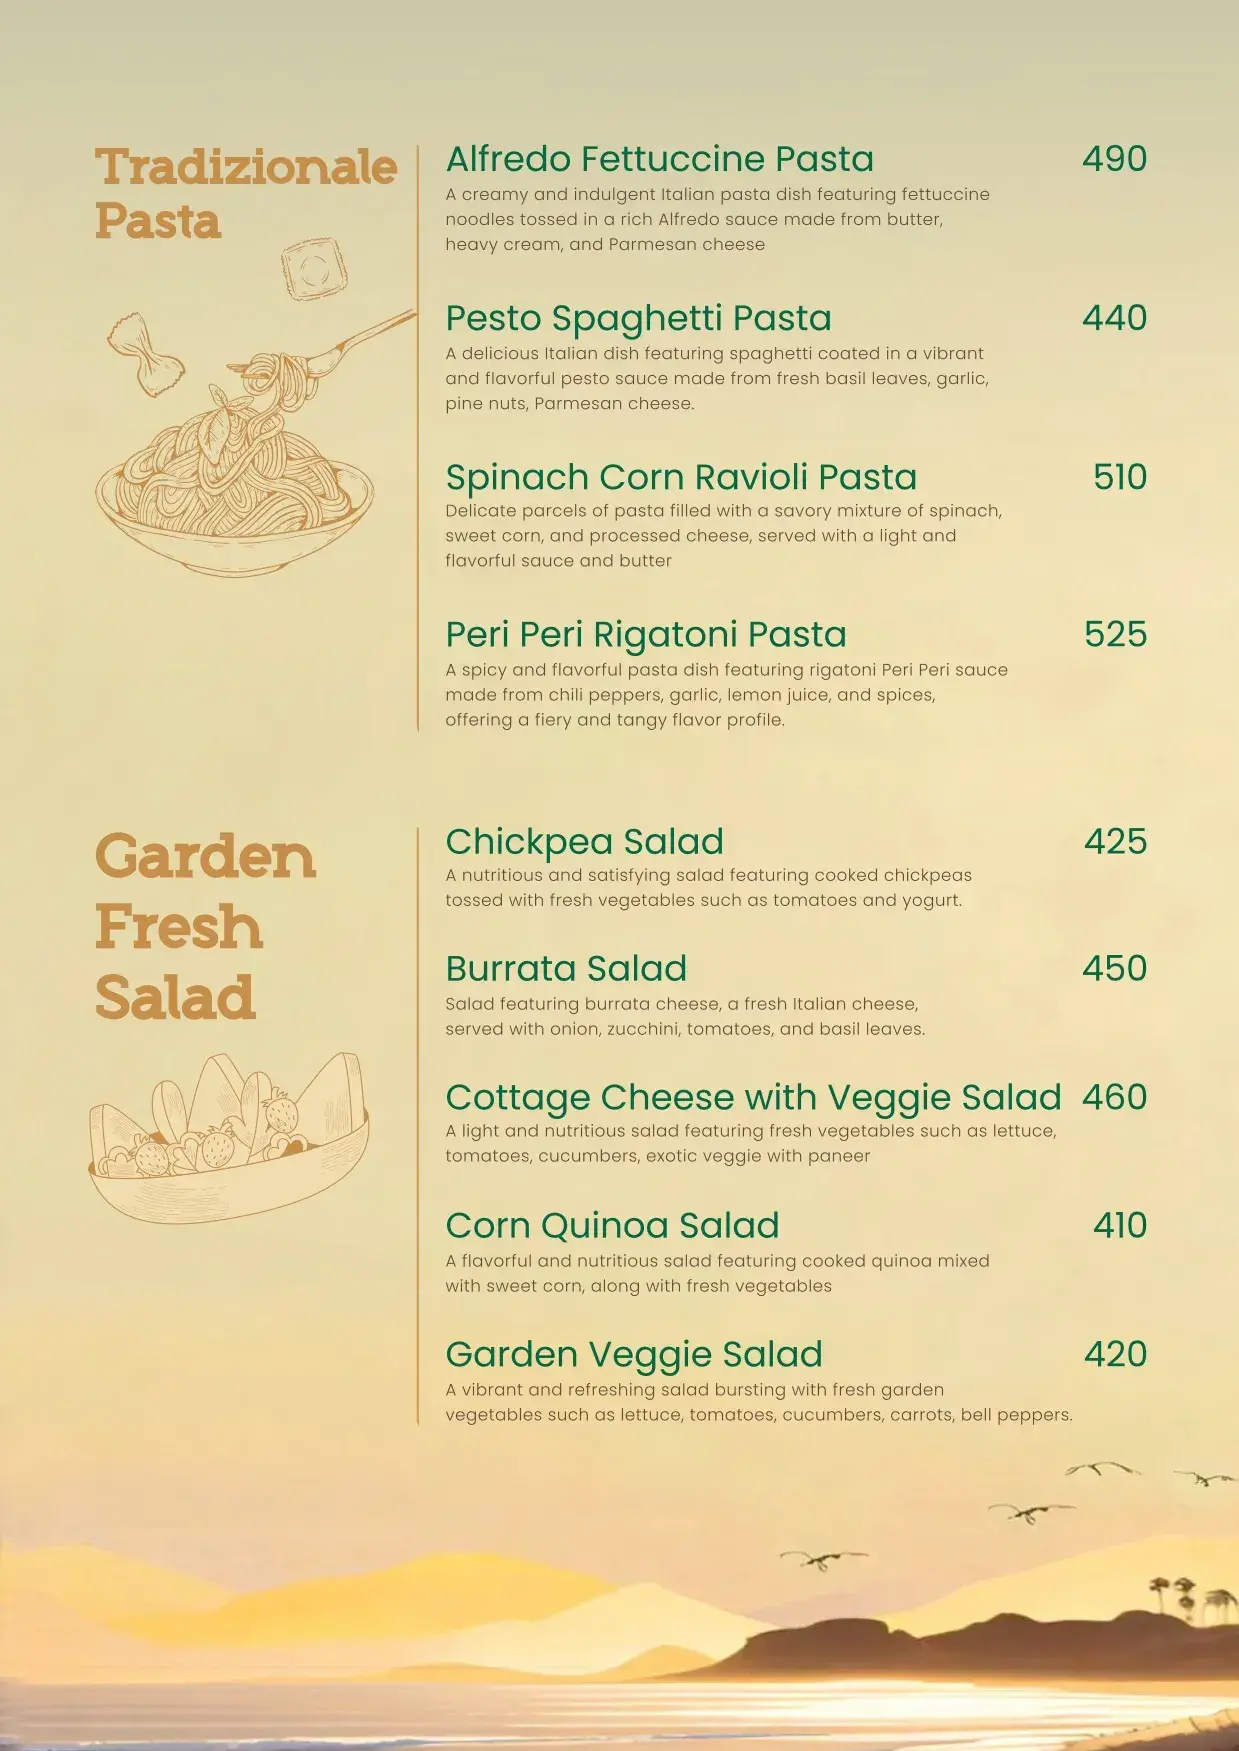 Tradizionale
Pasta
Alfredo Fettuccine Pasta 490
A creamy and indulgent Italian pasta dish featuring fettuccine
noodles tossed in a rich Alfredo sauce made from butter,
heavy cream, and Parmesan cheese
Pesto Spaghetti Pasta 440
A delicious Italian dish featuring spaghetti coated in a vibrant
and flavorful pesto sauce made from fresh basil leaves, garlic,
pine nuts, Parmesan cheese.
Spinach Corn Ravioli Pasta 510
Delicate parcels of pasta filled with a savory mixture of spinach,
sweet corn, and processed cheese, served with a light and
flavorful sauce and butter
Peri Peri Rigatoni Pasta 525
A spicy and flavorful pasta dish featuring rigatoni Peri Peri sauce
made from chili peppers, garlic, lemon juice, and spices,
offering a fiery and tangy flavor profile.
Garden
Fresh
Salad
Chickpea Salad 425
A nutritious and satisfying salad featuring cooked chickpeas
tossed with fresh vegetables such as tomatoes and yogurt.
Burrata Salad 450
Salad featuring burrata cheese, a fresh Italian cheese,
served with onion, zucchini, tomatoes, and basil leaves.
Cottage Cheese with Veggie Salad 460
A light and nutritious salad featuring fresh vegetables such as lettuce,
tomatoes, cucumbers, exotic veggie with paneer
Corn Quinoa Salad 410
A flavorful and nutritious salad featuring cooked quinoa mixed
with sweet corn, along with fresh vegetables
Garden Veggie Salad 420
A vibrant and refreshing salad bursting with fresh garden
vegetables such as lettuce, tomatoes, cucumbers, carrots, bell peppers.